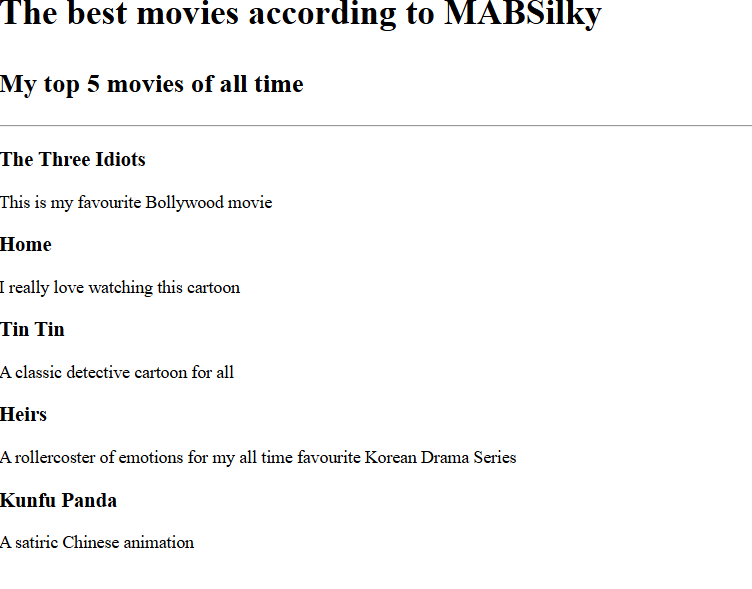 The best movies according to MABSilky
My top 5 movies of all time
The Three Idiots
This is my favourite Bollywood movie
Home
I really love watching this cartoon
Tin Tin
A classic detective cartoon for all
Heirs
A rollercoster of emotions for my all time favourite Korean Drama Series
Kunfu Panda
A satiric Chinese animation